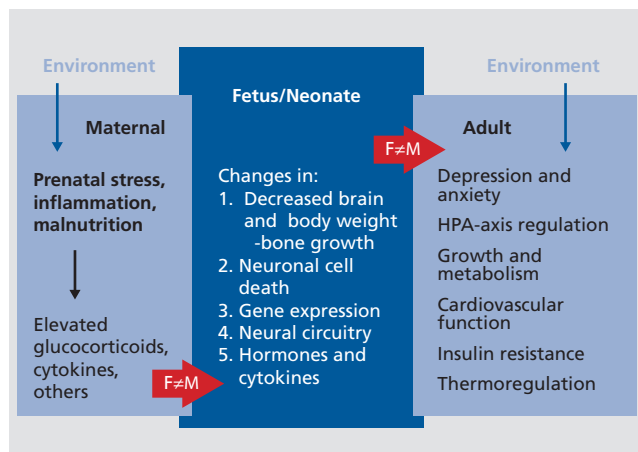 Environment
Maternal
Prenatal stress,
inflammation,
malnutrition
Elevated
glucocorticoids,
cytokines,
others
F≠M
Fetus/Neonate
Changes in:
1. Decreased brain
and body weight
-bone growth
2. Neuronal cell
death
3. Gene expression
4. Neural circuitry
5. Hormones and
cytokines
F≠M
Environment
Adult
Depression and
anxiety
HPA-axis regulation
Growth and
metabolism
Cardiovascular
function
Insulin resistance
Thermoregulation